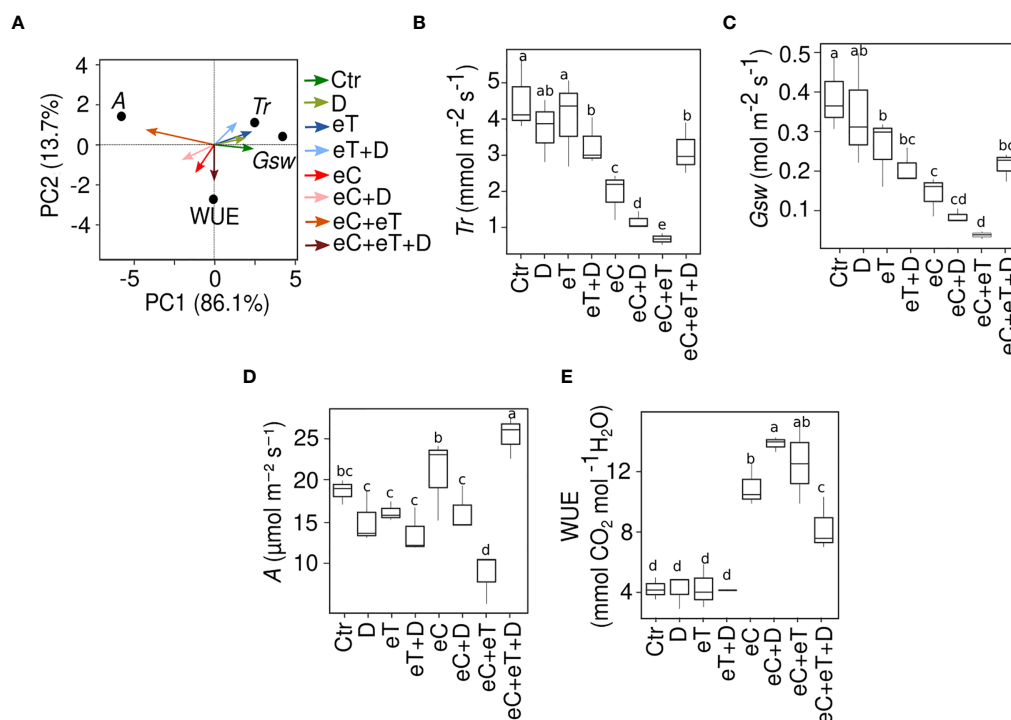 A
4
2
0
-2
-4
PC2 (13.7%)
-5
0
5
PC1 (86.1%)
A
Tr
Gsw
WUE
Ctr
D
eT
eT+D
eC
eC+D
eC+eT
eC+eT+D
B
Tr (mmol m-2 s-1)
5
4
3
2
1
a
ab
a
b
c
d
e
b
Ctr
D
eT
eT+D
eC
eC+D
eC+eT
eC+eT+D
C
Gsw (mol m-2 s-1)
0.5
0.4
0.3
0.2
0.1
a
ab
b
bc
c
cd
d
bc
Ctr
D
eT
eT+D
eC
eC+D
eC+eT
eC+eT+D
D
A (µmol m−2 s−1)
25
20
15
10
bc
c
c
c
b
c
d
a
Ctr
D
eT
eT+D
eC
eC+D
eC+eT
eC+eT+D
E
WUE
(mmol CO2 mol-1H2O)
12
8
4
d
d
d
d
b
a
ab
c
Ctr
D
eT
eT+D
eC
eC+D
eC+eT
eC+eT+D